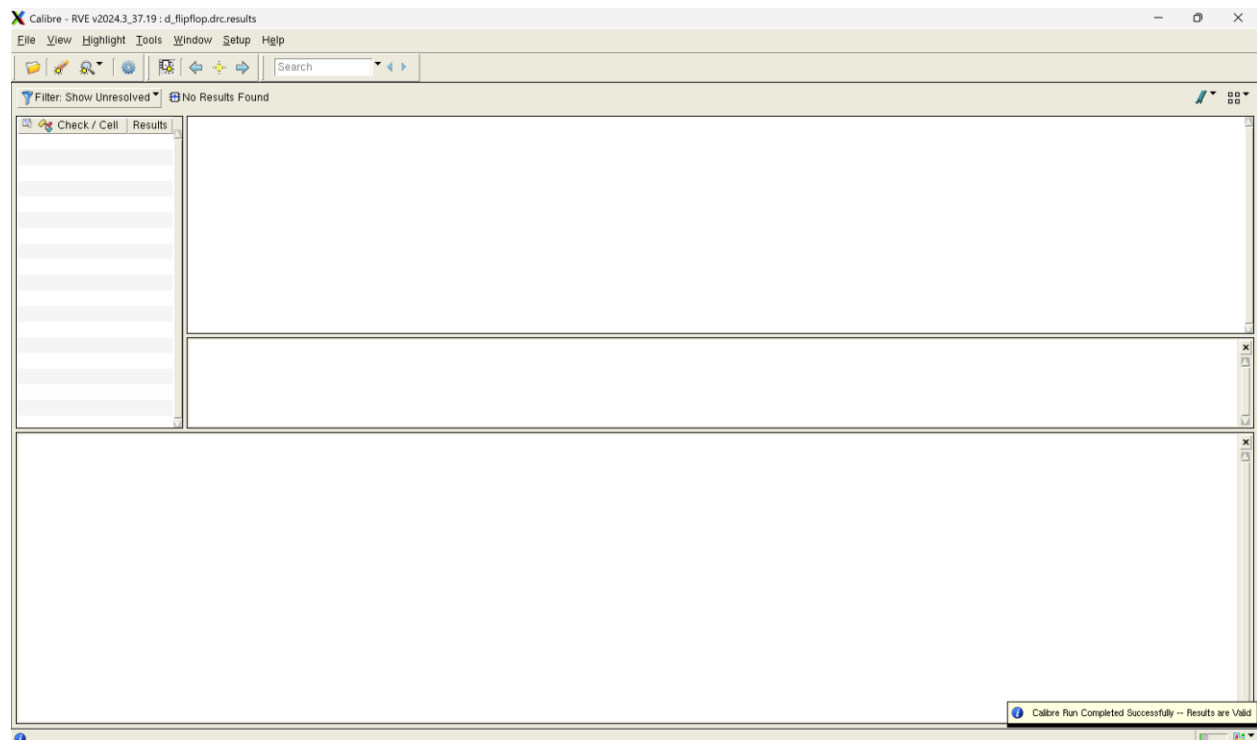 Calibre - RVE v2024.3_37.19 : d_flipflop.drc.results
File View Highlight Tools Window Setup Help
Search
Filter: Show Unresolved No Results Found
Check / Cell Results
Calibre Run Completed Successfully -- Results are Valid